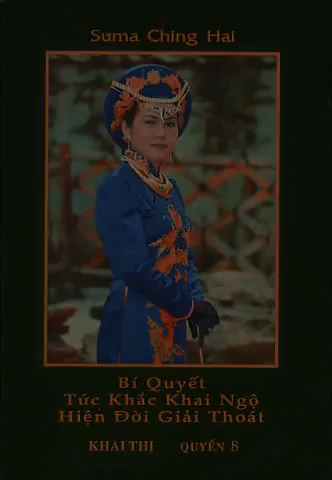 Suma Ching Hai
Bí Quyết
Tức Khắc Khai Ngộ
Hiện Đời Giải Thoát
KHAI THỊ QUYỂN 8